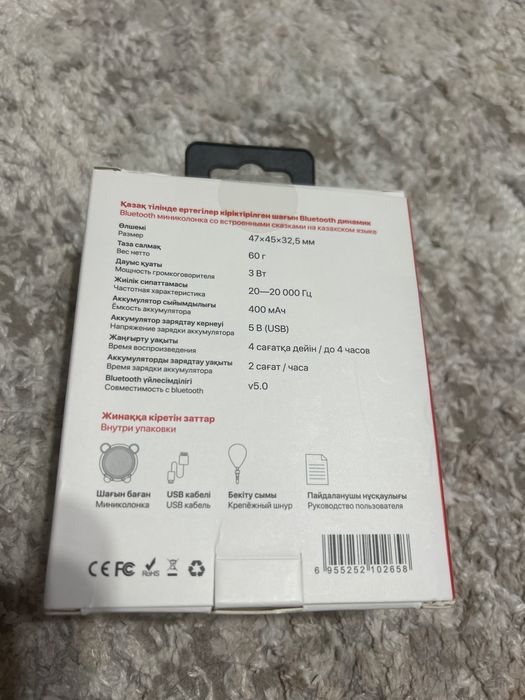 Қазақ тілінде ертегілер кіріктірілген шағын Bluetooth динамик
Bluetooth миниколонка со встроенными сказками на казахском языке
Өлшемі
Размер
47×45×32,5 мм
Таза салмақ
Вес нетто
60 г
Дауыс қуаты
Мощность громкоговорителя
3 Вт
Жиілік сипаттамасы
Частотная характеристика
20—20 000 Гц
Аккумулятор сыйымдылығы
Ёмкость аккумулятора
400 мАч
Аккумулятор зарядтау кернеуі
Напряжение зарядки аккумулятора
5 В (USB)
Жаңғырту уақыты
Время воспроизведения
4 сағатқа дейін / до 4 часов
Аккумуляторды зарядтау уақыты
Время зарядки аккумулятора
2 сағат / часа
Bluetooth үйлесімділігі
Совместимость с bluetooth
v5.0
Жинаққа кіретін заттар
Внутри упаковки
Шағын баған
Миниколонка
USB кабелі
USB кабель
Бекіту сымы
Крепёжный шнур
Пайдаланушы нұсқаулығы
Руководство пользователя
CE FC RoHS
6 955252 102658